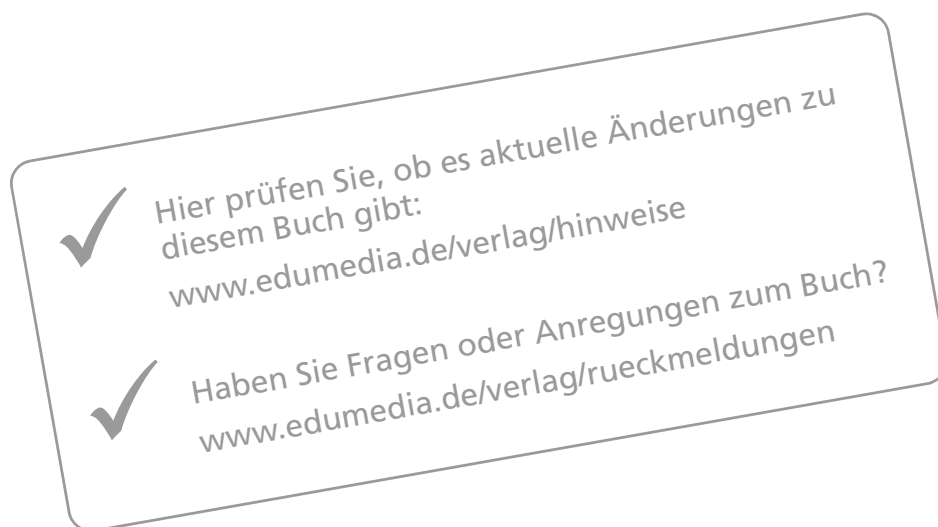 Hier prüfen Sie, ob es aktuelle Änderungen zu
diesem Buch gibt:
www.edumedia.de/verlag/hinweise
Haben Sie Fragen oder Anregungen zum Buch?
www.edumedia.de/verlag/rueckmeldungen